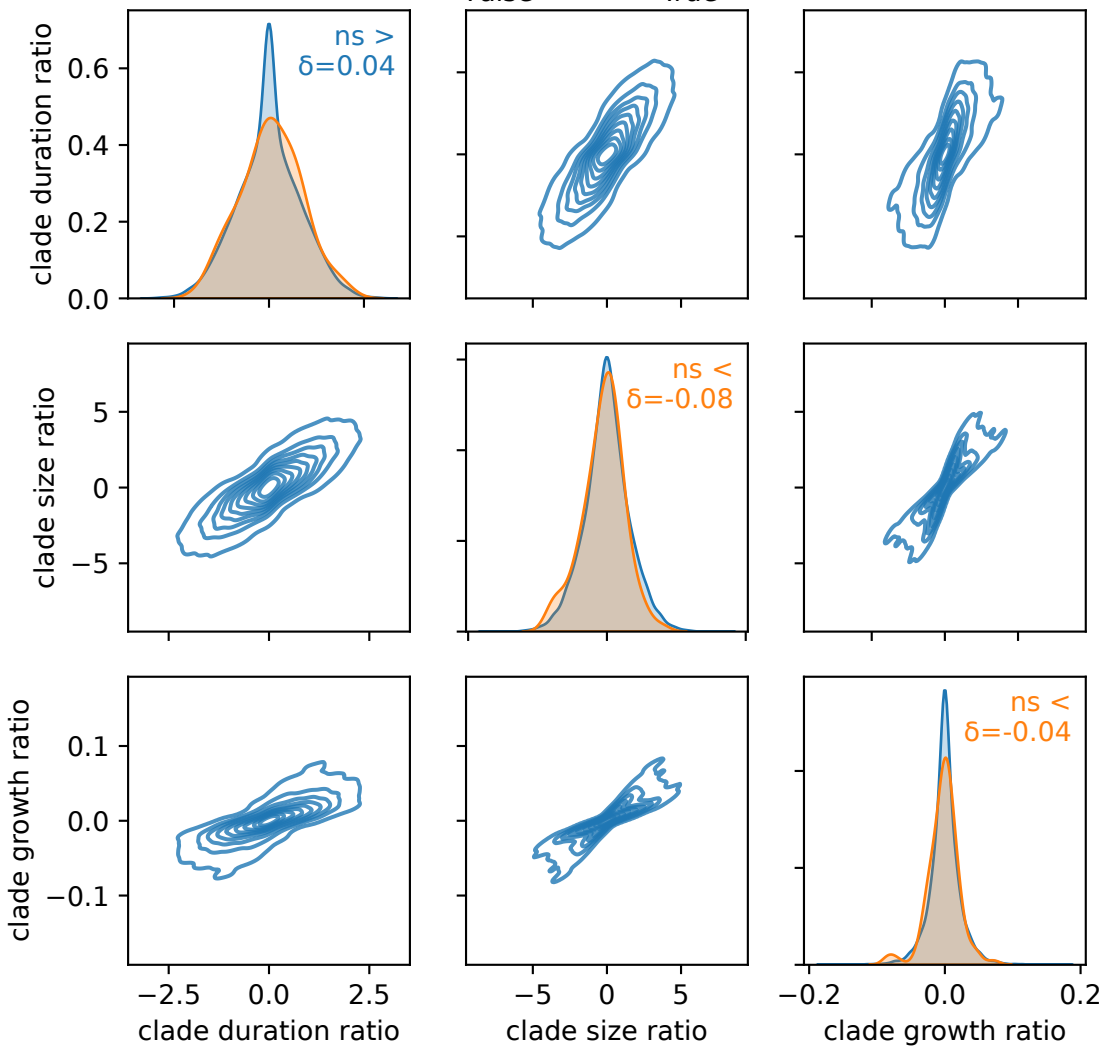 clade duration ratio
0.6
0.4
0.2
0.0
ns >
δ=0.04
clade size ratio
5
0
−5
ns <
δ=-0.08
clade growth ratio
0.1
0.0
−0.1
ns <
δ=-0.04
−2.5 0.0 2.5
−5 0 5
−0.2 0.0 0.2
clade duration ratio
clade size ratio
clade growth ratio